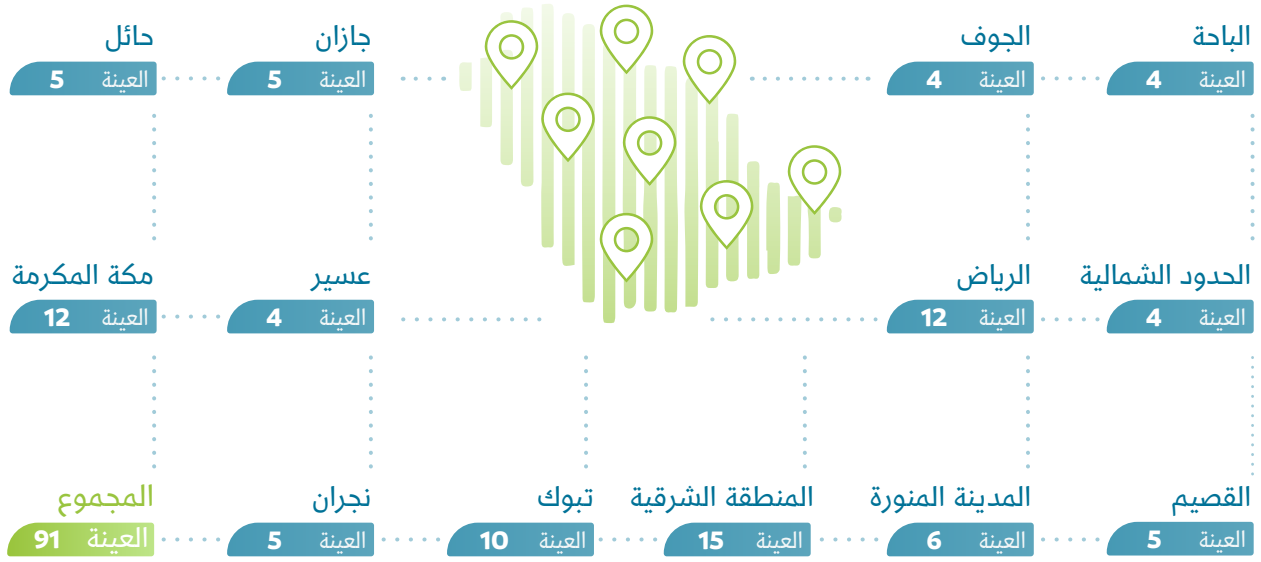 الباحة
العينة 4
الجوف
العينة 4
جازان
العينة 5
حائل
العينة 5
الحدود الشمالية
العينة 4
الرياض
العينة 12
عسير
العينة 4
مكة المكرمة
العينة 12
القصيم
العينة 5
المدينة المنورة
العينة 6
المنطقة الشرقية
العينة 15
تبوك
العينة 10
نجران
العينة 5
المجموع
العينة 91